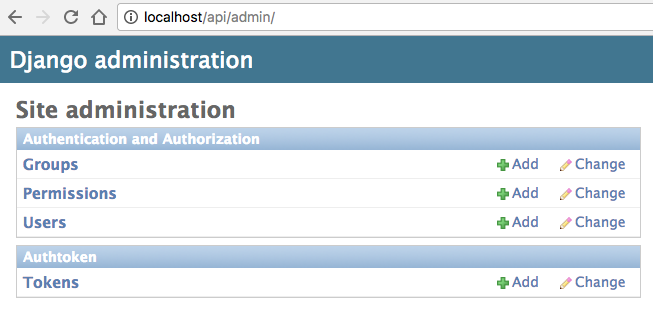 localhost/api/admin/
Django administration
Site administration
Authentication and Authorization
Groups Add Change
Permissions Add Change
Users Add Change
Authtoken
Tokens Add Change